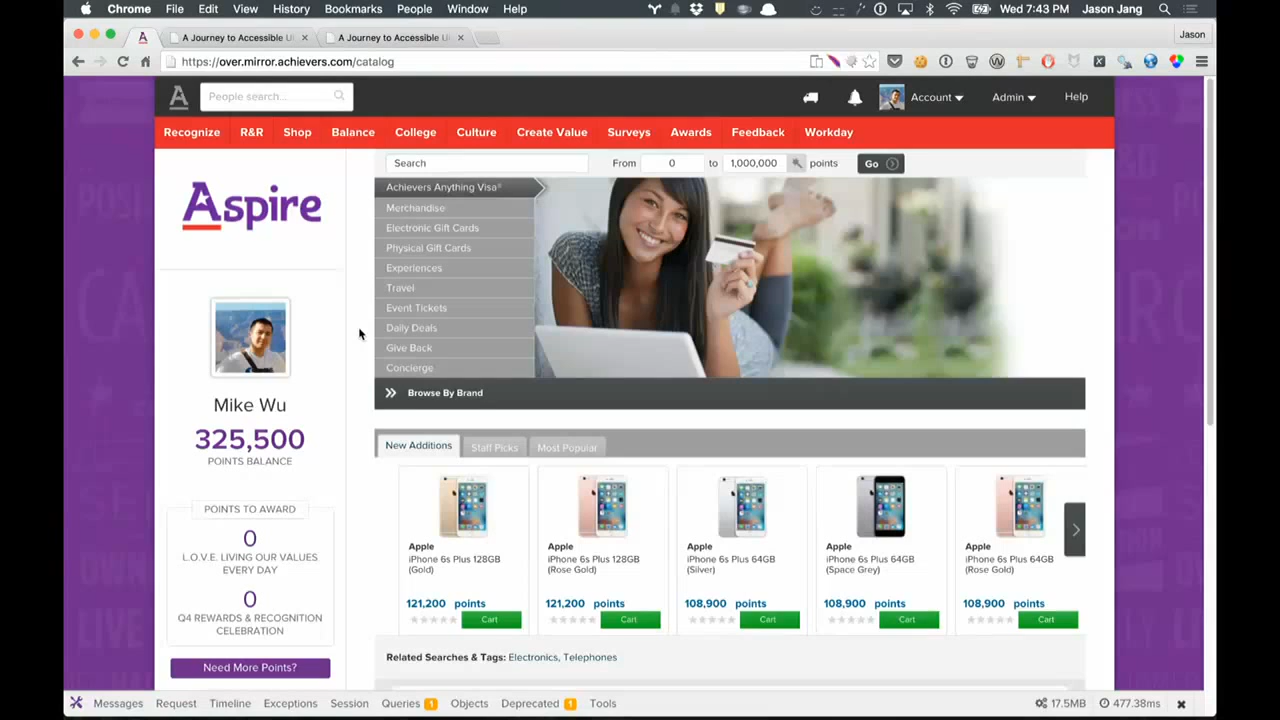 Chrome File Edit View History Bookmarks People Window Help Wed 7:43 PM Jason Jang
A Journey to Accessible UI A Journey to Accessible UI Jason
https://over.mirror.achievers.com/catalog
People search... Account Admin Help
Recognize R&R Shop Balance College Culture Create Value Surveys Awards Feedback Workday
Search From 0 to 1,000,000 points Go
Aspire
Achievers Anything Visa®
Merchandise
Electronic Gift Cards
Physical Gift Cards
Experiences
Travel
Event Tickets
Daily Deals
Give Back
Concierge
Browse By Brand
Mike Wu
325,500
POINTS BALANCE
POINTS TO AWARD
0
L.O.V.E. LIVING OUR VALUES
EVERY DAY
0
Q4 REWARDS & RECOGNITION
CELEBRATION
Need More Points?
New Additions Staff Picks Most Popular
Apple
iPhone 6s Plus 128GB
(Gold)
121,200 points
Cart
Apple
iPhone 6s Plus 128GB
(Rose Gold)
121,200 points
Cart
Apple
iPhone 6s Plus 64GB
(Silver)
108,900 points
Cart
Apple
iPhone 6s Plus 64GB
(Space Grey)
108,900 points
Cart
Apple
iPhone 6s Plus 64GB
(Rose Gold)
108,900 points
Cart
Related Searches & Tags: Electronics, Telephones
Messages Request Timeline Exceptions Session Queries 1 Objects Deprecated 1 Tools 17.5MB 477.38ms